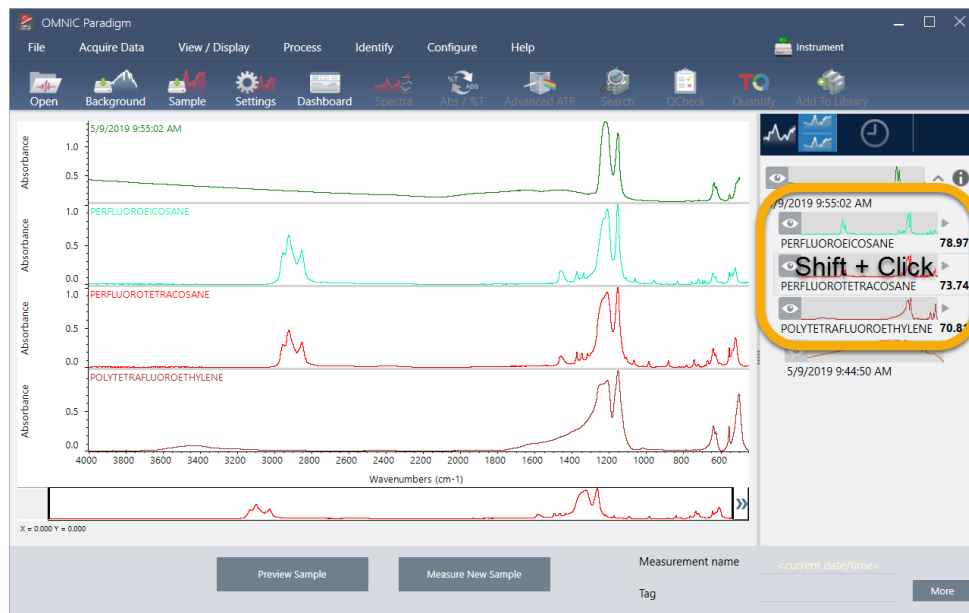 OMNIC Paradigm
File Acquire Data View / Display Process Identify Configure Help Instrument
Open Background Sample Settings Dashboard Spectra Abs / %T Advanced ATR Search QCheck Quantify Add To Library
%T ABS TQ
5/9/2019 9:55:02 AM
Absorbance
1.0
0.5
PERFLUOROEICOSANE
Absorbance
1.0
0.5
0.0
PERFLUOROTETRACOSANE
Absorbance
1.0
0.5
0.0
POLYTETRAFLUOROETHYLENE
Absorbance
0.5
0.0
4000 3800 3600 3400 3200 3000 2800 2600 2400 2200 2000 1800 1600 1400 1200 1000 800 600
Wavenumbers (cm-1)
X = 0.000 Y = 0.000
/9/2019 9:55:02 AM
PERFLUOROEICOSANE 78.97
Shift + Click
PERFLUOROTETRACOSANE 73.74
POLYTETRAFLUOROETHYLENE 70.81
5/9/2019 9:44:50 AM
Preview Sample Measure New Sample
Measurement name <current date/time>
Tag
More